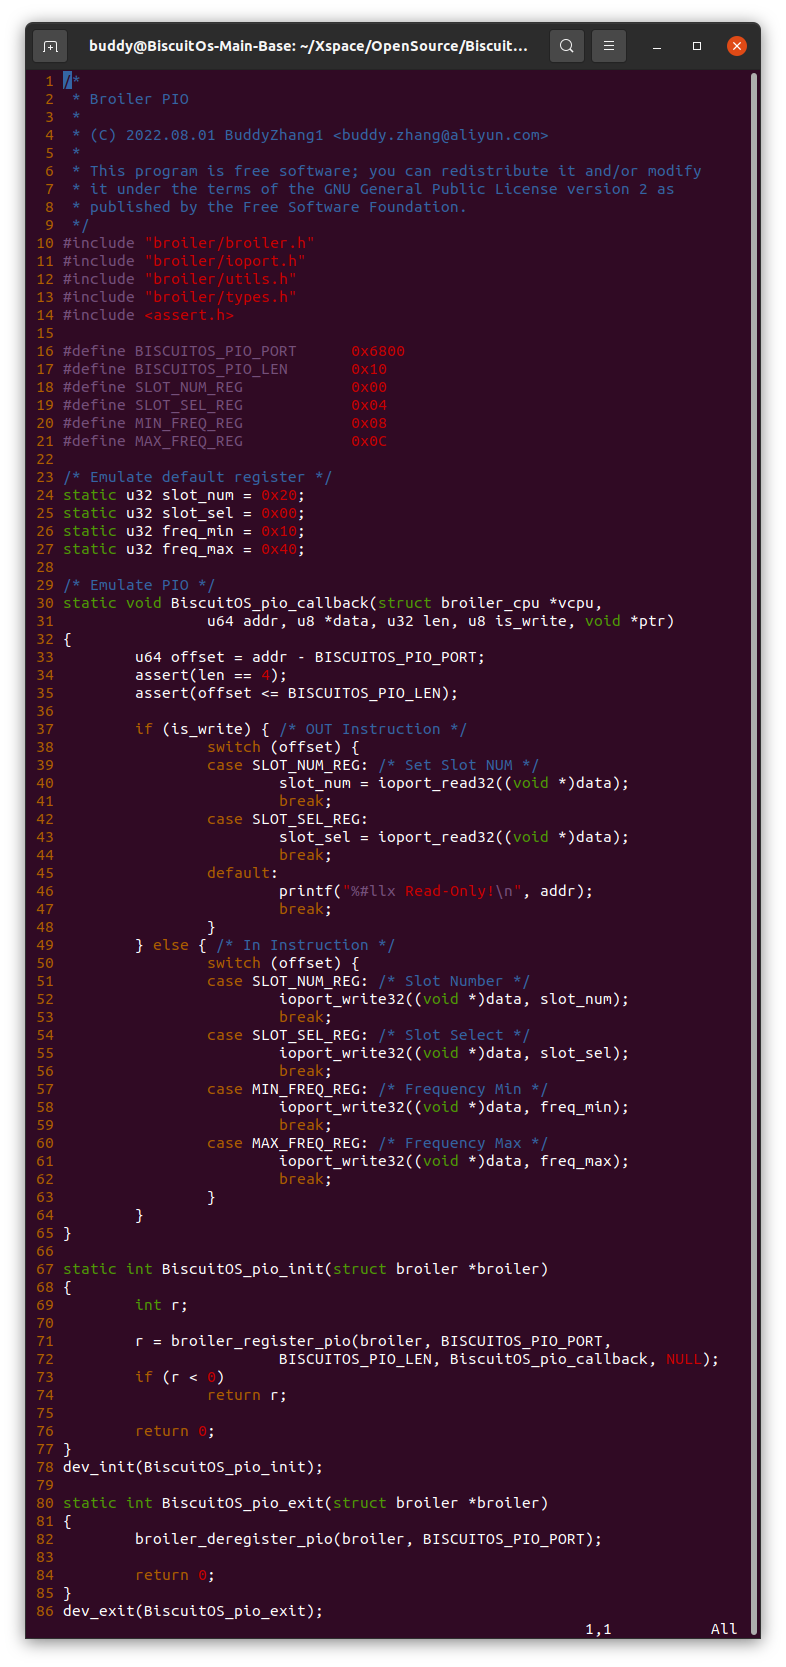 buddy@BiscuitOs-Main-Base: ~/Xspace/OpenSource/Biscuit...
1 /*
2  * Broiler PIO
3  *
4  * (C) 2022.08.01 BuddyZhang1 <buddy.zhang@aliyun.com>
5  *
6  * This program is free software; you can redistribute it and/or modify
7  * it under the terms of the GNU General Public License version 2 as
8  * published by the Free Software Foundation.
9  */
10 #include "broiler/broiler.h"
11 #include "broiler/ioport.h"
12 #include "broiler/utils.h"
13 #include "broiler/types.h"
14 #include <assert.h>
15
16 #define BISCUITOS_PIO_PORT      0x6800
17 #define BISCUITOS_PIO_LEN       0x10
18 #define SLOT_NUM_REG            0x00
19 #define SLOT_SEL_REG            0x04
20 #define MIN_FREQ_REG            0x08
21 #define MAX_FREQ_REG            0x0C
22
23 /* Emulate default register */
24 static u32 slot_num = 0x20;
25 static u32 slot_sel = 0x00;
26 static u32 freq_min = 0x10;
27 static u32 freq_max = 0x40;
28
29 /* Emulate PIO */
30 static void BiscuitOS_pio_callback(struct broiler_cpu *vcpu,
31                 u64 addr, u8 *data, u32 len, u8 is_write, void *ptr)
32 {
33         u64 offset = addr - BISCUITOS_PIO_PORT;
34         assert(len == 4);
35         assert(offset <= BISCUITOS_PIO_LEN);
36
37         if (is_write) { /* OUT Instruction */
38                 switch (offset) {
39                 case SLOT_NUM_REG: /* Set Slot NUM */
40                         slot_num = ioport_read32((void *)data);
41                         break;
42                 case SLOT_SEL_REG:
43                         slot_sel = ioport_read32((void *)data);
44                         break;
45                 default:
46                         printf("%#llx Read-Only!\n", addr);
47                         break;
48                 }
49         } else { /* In Instruction */
50                 switch (offset) {
51                 case SLOT_NUM_REG: /* Slot Number */
52                         ioport_write32((void *)data, slot_num);
53                         break;
54                 case SLOT_SEL_REG: /* Slot Select */
55                         ioport_write32((void *)data, slot_sel);
56                         break;
57                 case MIN_FREQ_REG: /* Frequency Min */
58                         ioport_write32((void *)data, freq_min);
59                         break;
60                 case MAX_FREQ_REG: /* Frequency Max */
61                         ioport_write32((void *)data, freq_max);
62                         break;
63                 }
64         }
65 }
66
67 static int BiscuitOS_pio_init(struct broiler *broiler)
68 {
69         int r;
70
71         r = broiler_register_pio(broiler, BISCUITOS_PIO_PORT,
72                         BISCUITOS_PIO_LEN, BiscuitOS_pio_callback, NULL);
73         if (r < 0)
74                 return r;
75
76         return 0;
77 }
78 dev_init(BiscuitOS_pio_init);
79
80 static int BiscuitOS_pio_exit(struct broiler *broiler)
81 {
82         broiler_deregister_pio(broiler, BISCUITOS_PIO_PORT);
83
84         return 0;
85 }
86 dev_exit(BiscuitOS_pio_exit);
1,1           All